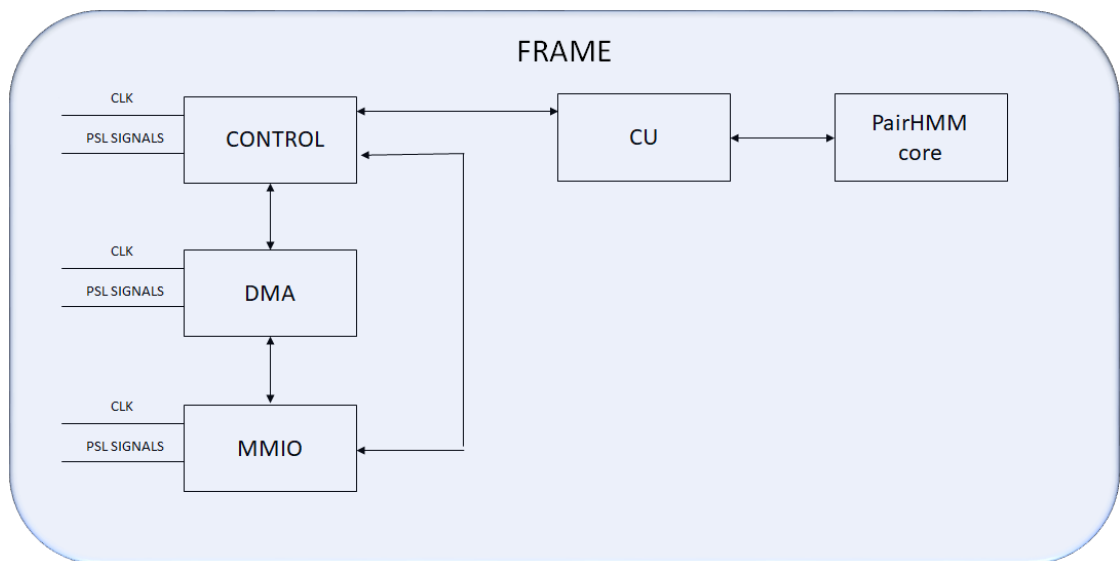 FRAME
CLK
PSL SIGNALS
CONTROL
CU
PairHMM
core
CLK
PSL SIGNALS
DMA
CLK
PSL SIGNALS
MMIO